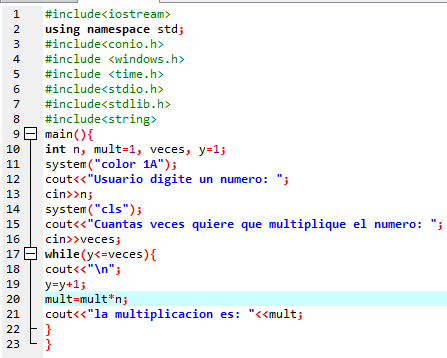 1 #include<iostream>
2 using namespace std;
3 #include<conio.h>
4 #include <windows.h>
5 #include <time.h>
6 #include<stdio.h>
7 #include<stdlib.h>
8 #include<string>
9 main(){
10 int n, mult=1, veces, y=1;
11 system("color 1A");
12 cout<<"Usuario digite un numero: ";
13 cin>>n;
14 system("cls");
15 cout<<"Cuantas veces quiere que multiplique el numero: ";
16 cin>>veces;
17 while(y<=veces){
18 cout<<"\n";
19 y=y+1;
20 mult=mult*n;
21 cout<<"la multiplicacion es: "<<mult;
22 }
23 }